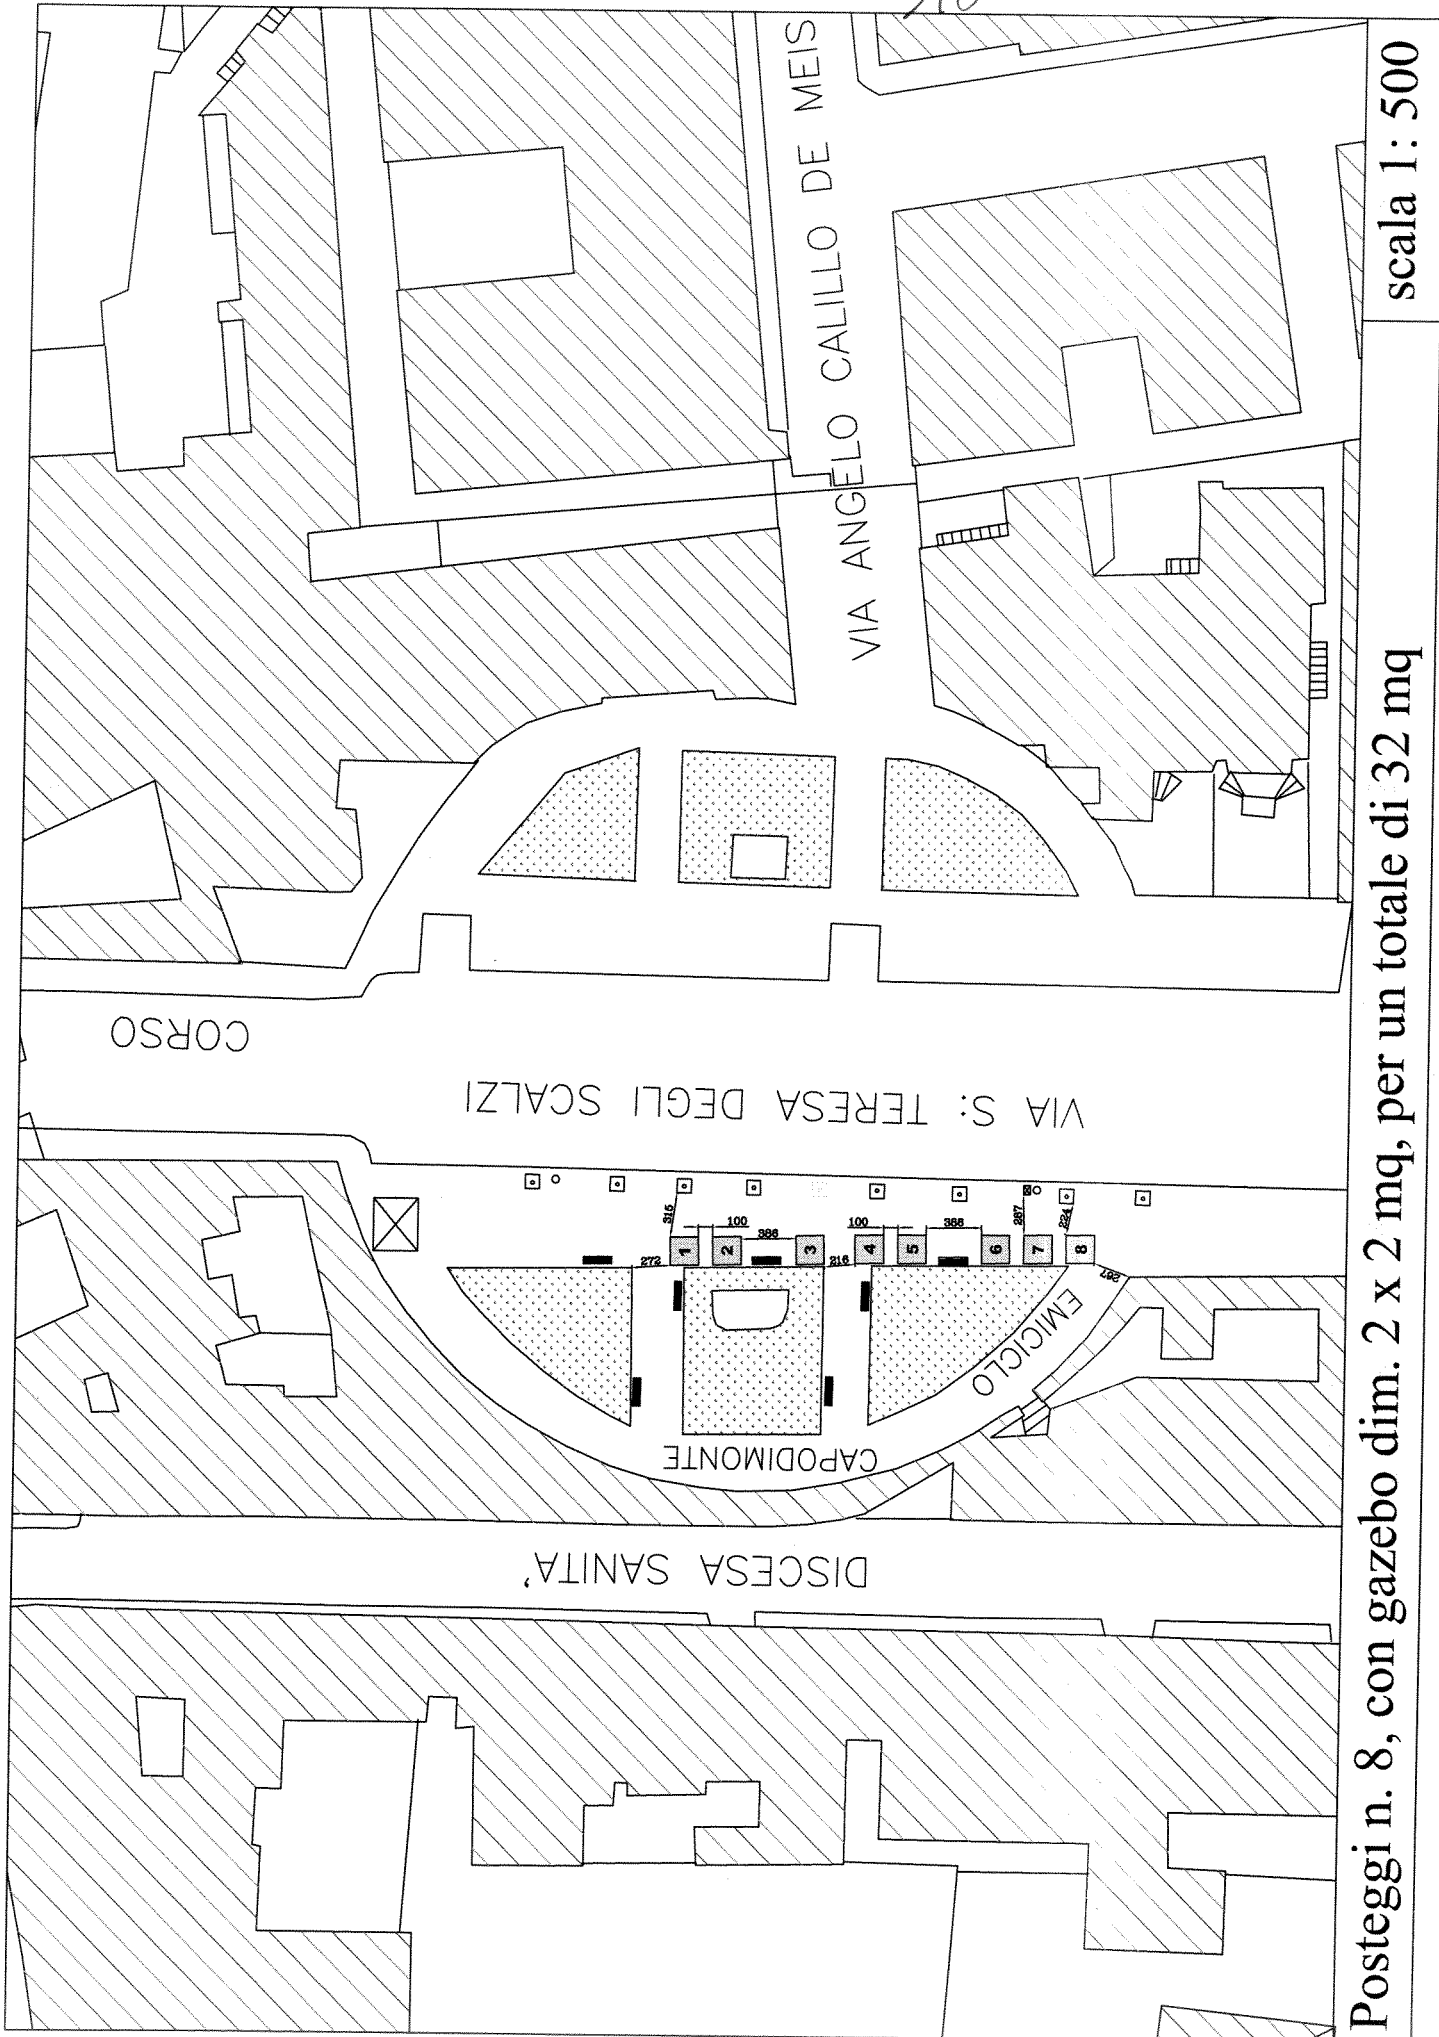 VIA ANGELO CALILLO DE MEIS
CORSO
VIA S: TERESA DEGLI SCALZI
315
100
386
100
386
287
224
272
1
2
3
216
4
5
6
7
8
267
EMICICLO
CAPODIMONTE
DISCESA SANITA'
Posteggi n. 8, con gazebo dim. 2 x 2 mq, per un totale di 32 mq
scala 1: 500